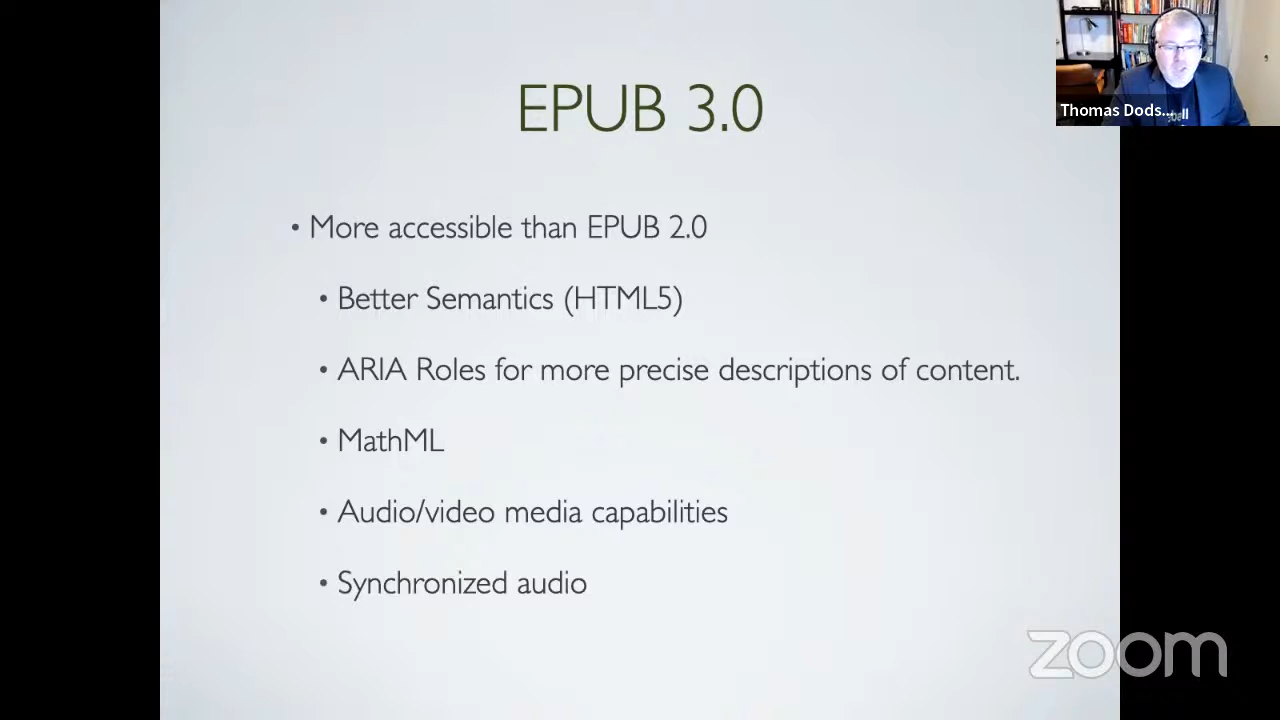 EPUB 3.0
• More accessible than EPUB 2.0
• Better Semantics (HTML5)
• ARIA Roles for more precise descriptions of content.
• MathML
• Audio/video media capabilities
• Synchronized audio
Thomas Dods...
zoom